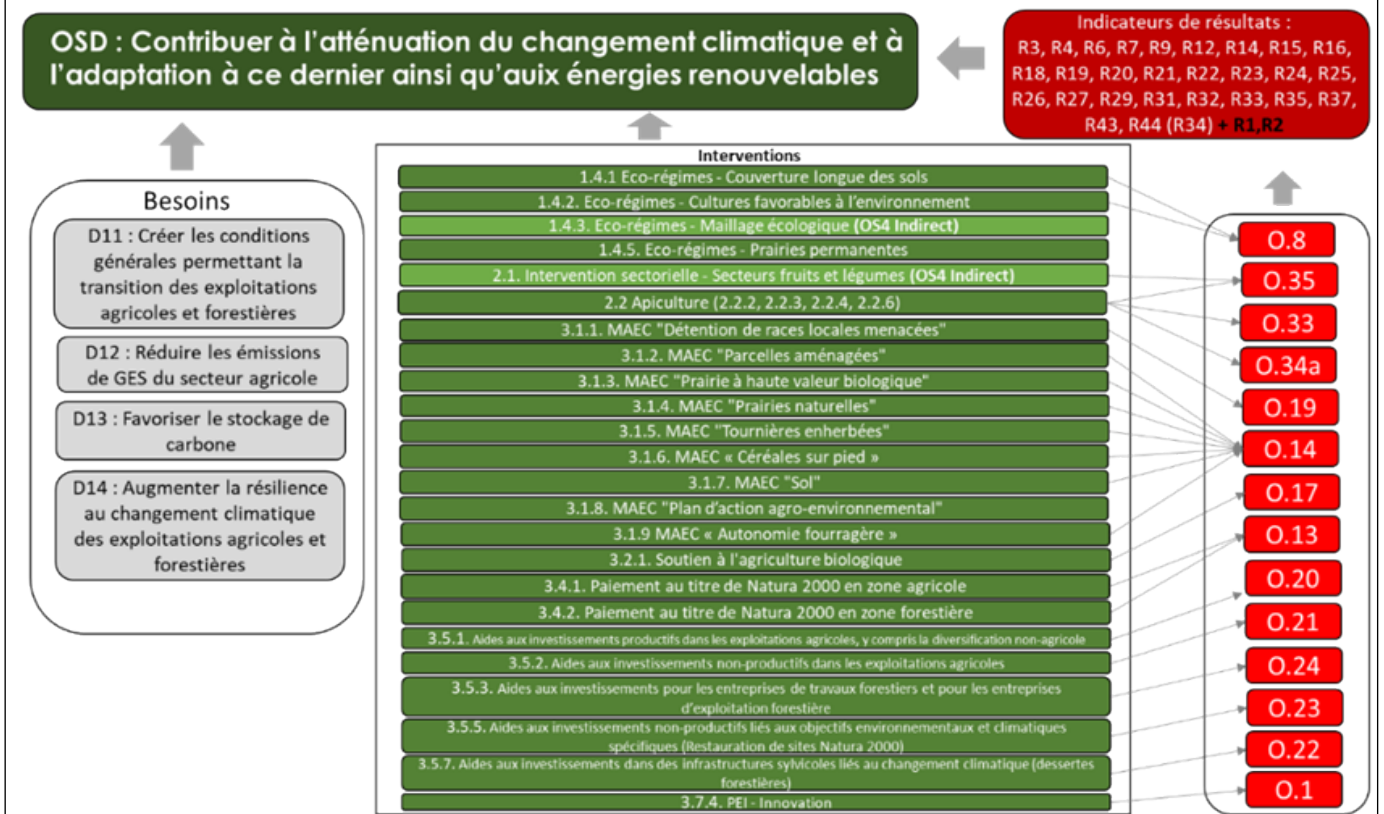 OSD : Contribuer à l’atténuation du changement climatique et à
l’adaptation à ce dernier ainsi qu’auix énergies renouvelables
Indicateurs de résultats :
R3, R4, R6, R7, R9, R12, R14, R15, R16,
R18, R19, R20, R21, R22, R23, R24, R25,
R26, R27, R29, R31, R32, R33, R35, R37,
R43, R44 (R34) + R1,R2
Besoins
D11 : Créer les conditions
générales permettant la
transition des exploitations
agricoles et forestières
D12 : Réduire les émissions
de GES du secteur agricole
D13 : Favoriser le stockage de
carbone
D14 : Augmenter la résilience
au changement climatique
des exploitations agricoles et
forestières
Interventions
1.4.1 Eco-régimes - Couverture longue des sols
1.4.2. Eco-régimes - Cultures favorables à l’environnement
1.4.3. Eco-régimes - Maillage écologique (OS4 Indirect)
1.4.5. Eco-régimes - Prairies permanentes
2.1. Intervention sectorielle - Secteurs fruits et légumes (OS4 Indirect)
2.2 Apiculture (2.2.2, 2.2.3, 2.2.4, 2.2.6)
3.1.1. MAEC "Détention de races locales menacées"
3.1.2. MAEC "Parcelles aménagées"
3.1.3. MAEC "Prairie à haute valeur biologique"
3.1.4. MAEC "Prairies naturelles"
3.1.5. MAEC "Tournières enherbées"
3.1.6. MAEC « Céréales sur pied »
3.1.7. MAEC "Sol"
3.1.8. MAEC "Plan d’action agro-environnemental"
3.1.9 MAEC « Autonomie fourragère »
3.2.1. Soutien à l'agriculture biologique
3.4.1. Paiement au titre de Natura 2000 en zone agricole
3.4.2. Paiement au titre de Natura 2000 en zone forestière
3.5.1. Aides aux investissements productifs dans les exploitations agricoles, y compris la diversification non-agricole
3.5.2. Aides aux investissements non-productifs dans les exploitations agricoles
3.5.3. Aides aux investissements pour les entreprises de travaux forestiers et pour les entreprises
d’exploitation forestière
3.5.5. Aides aux investissements non-productifs liés aux objectifs environnementaux et climatiques
spécifiques (Restauration de sites Natura 2000)
3.5.7. Aides aux investissements dans des infrastructures sylvicoles liés au changement climatique (dessertes
forestières)
3.7.4. PEI - Innovation
O.8
O.35
O.33
O.34a
O.19
O.14
O.17
O.13
O.20
O.21
O.24
O.23
O.22
O.1